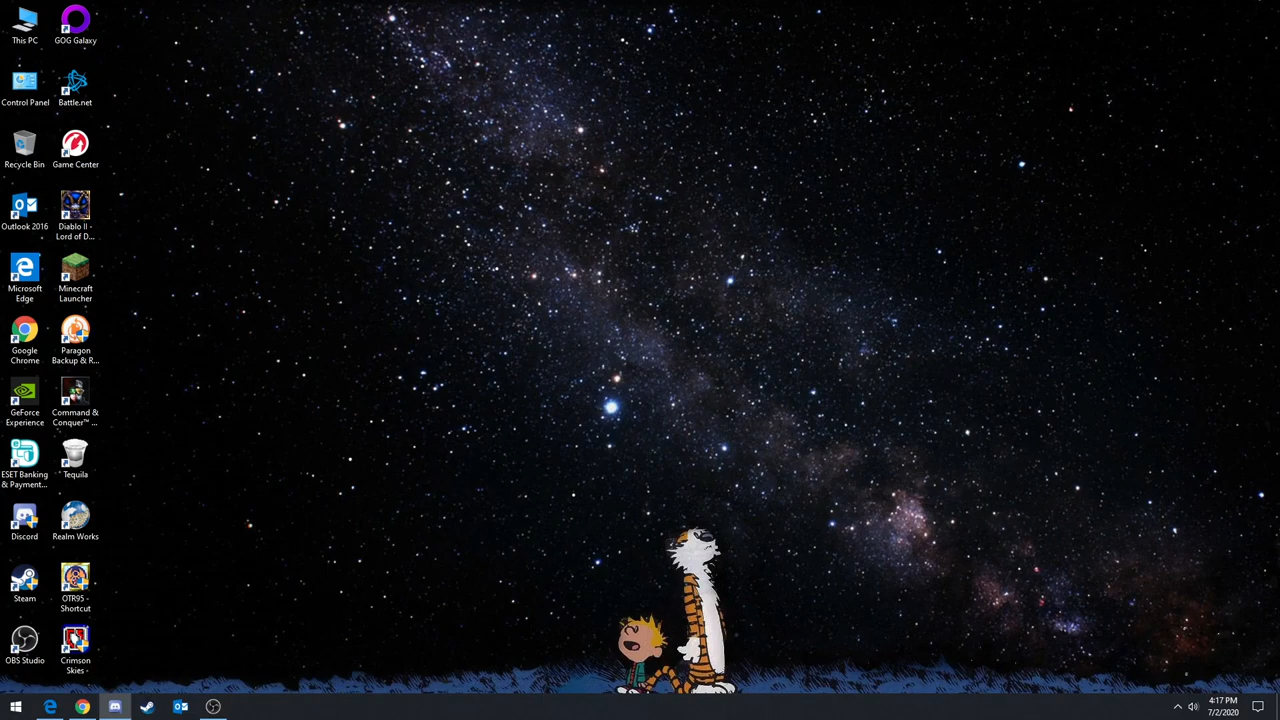 This PC
GOG Galaxy
Control Panel
Battle.net
Recycle Bin
Game Center
Outlook 2016
Diablo II -
Lord of D...
Microsoft
Edge
Minecraft
Launcher
Google
Chrome
Paragon
Backup & R...
GeForce
Experience
Command &
Conquer™ ...
ESET Banking
& Payment...
Tequila
Discord
Realm Works
Steam
OTR95 -
Shortcut
OBS Studio
Crimson
Skies -
4:17 PM
7/2/2020